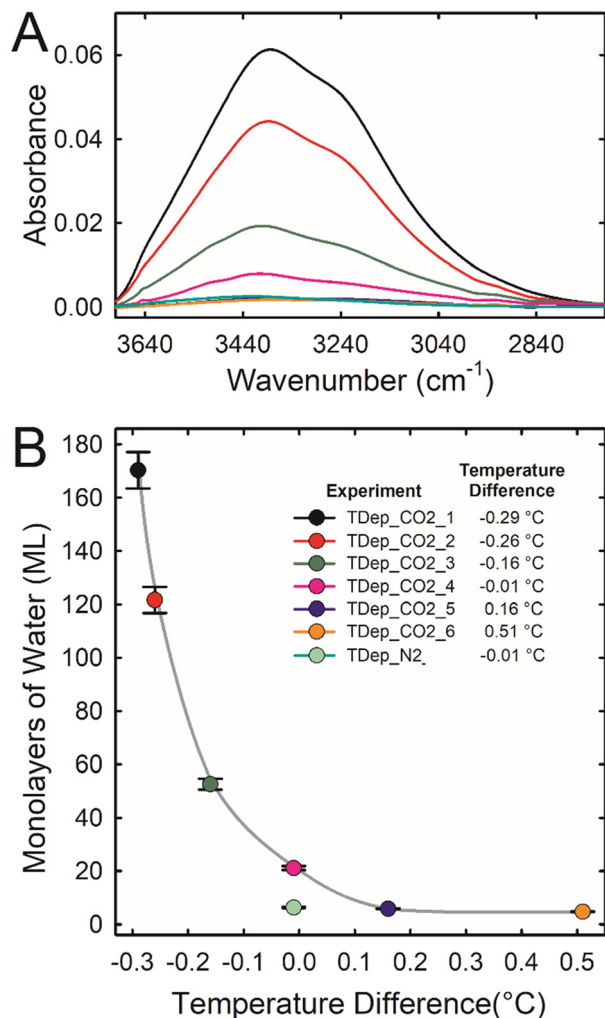 A
0.06
0.04
0.02
0.00
Absorbance
3640 3440 3240 3040 2840
Wavenumber (cm-1)
B
180
160
140
120
100
80
60
40
20
0
Monolayers of Water (ML)
Experiment Temperature Difference
TDep_CO2_1 -0.29 °C
TDep_CO2_2 -0.26 °C
TDep_CO2_3 -0.16 °C
TDep_CO2_4 -0.01 °C
TDep_CO2_5 0.16 °C
TDep_CO2_6 0.51 °C
TDep_N2_ -0.01 °C
-0.3 -0.2 -0.1 0.0 0.1 0.2 0.3 0.4 0.5
Temperature Difference(°C)